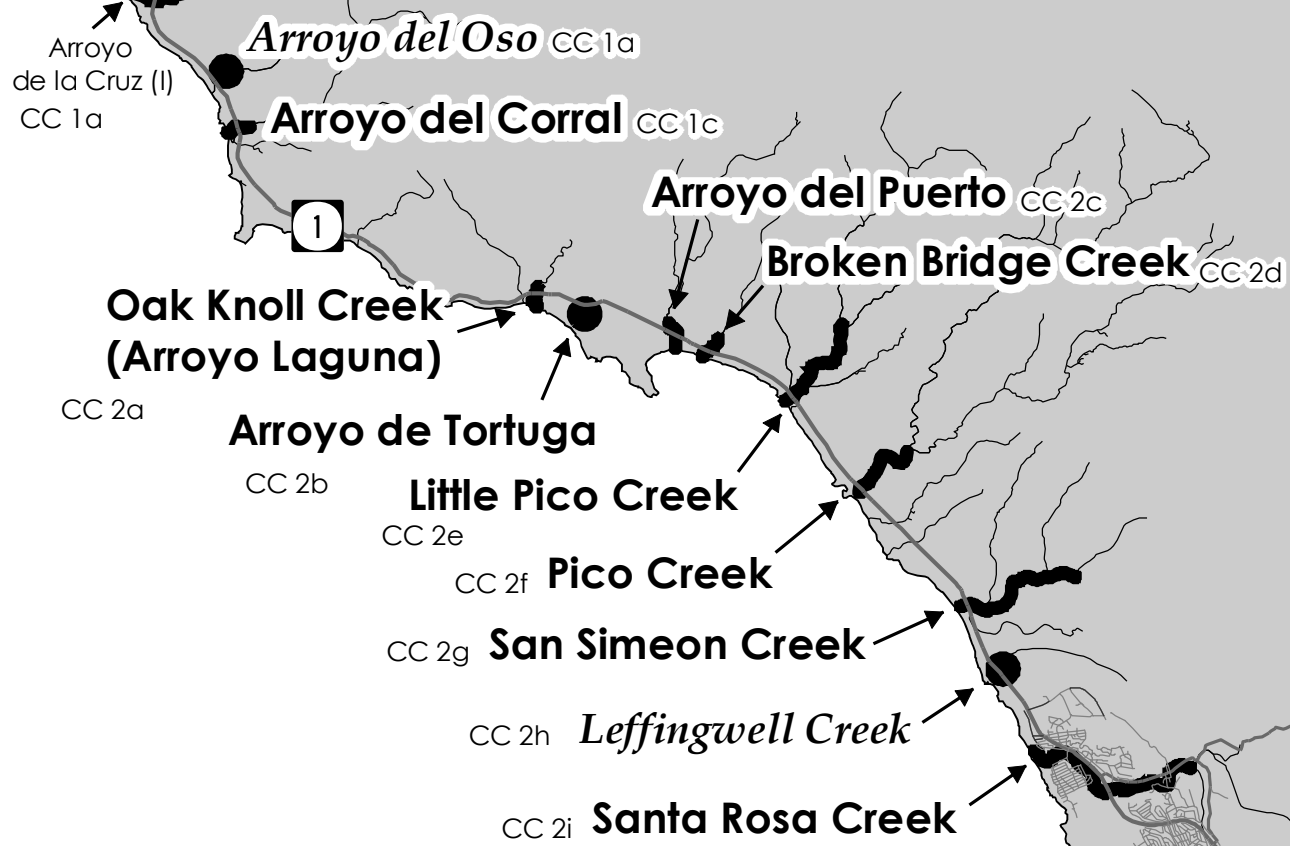 Arroyo del Oso CC 1a
Arroyo
de la Cruz (I)
CC 1a
Arroyo del Corral CC 1c
Arroyo del Puerto CC 2c
1
Broken Bridge Creek CC 2d
Oak Knoll Creek
(Arroyo Laguna)
CC 2a
Arroyo de Tortuga
CC 2b
Little Pico Creek
CC 2e
CC 2f Pico Creek
CC 2g San Simeon Creek
CC 2h Leffingwell Creek
CC 2i Santa Rosa Creek